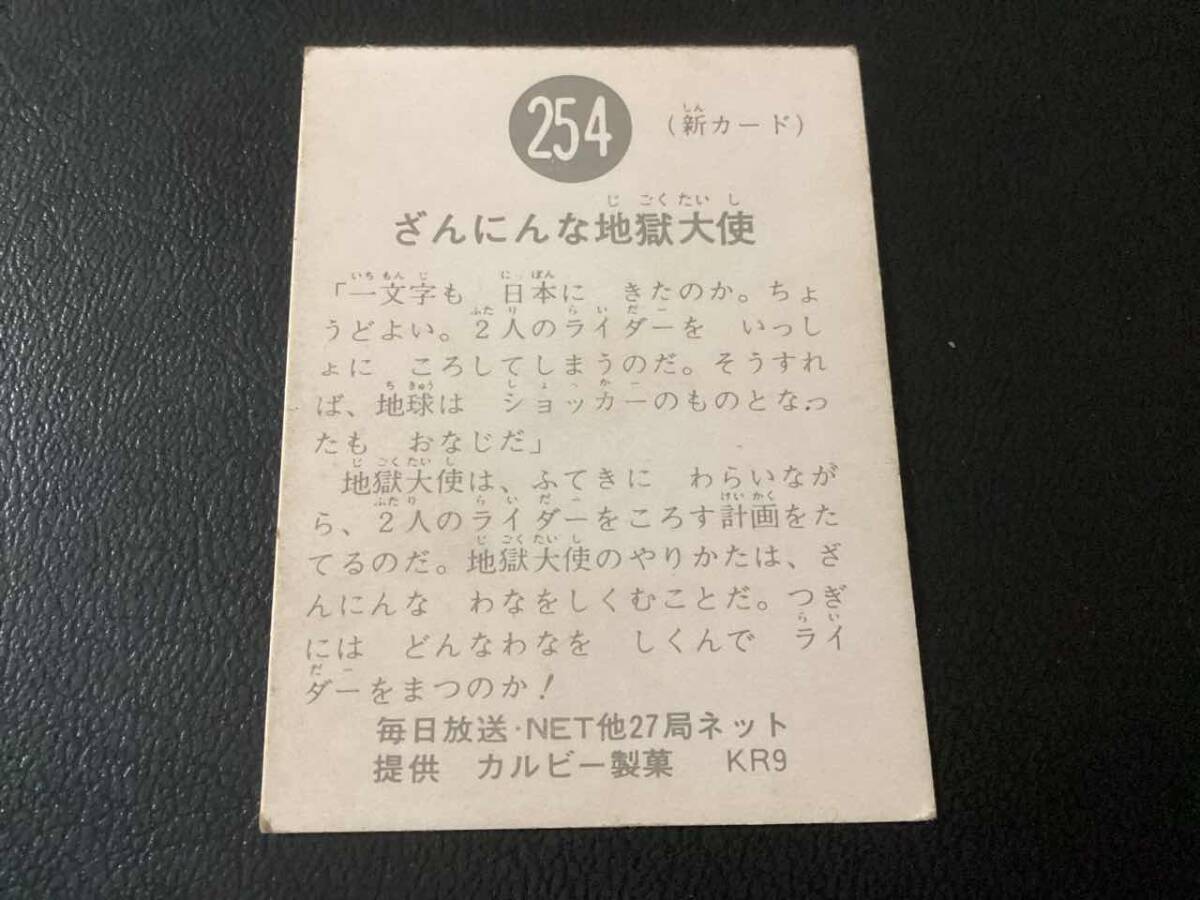 254 （新カード）
ざんにんな地獄大使
「一文字も　日本に　きたのか。ちょ
うどよい。２人のライダーを　いっし
ょに　ころしてしまうのだ。そうすれ
ば、地球は　ショッカーのものとなっ
たも　おなじだ」
地獄大使は、ふてきに　わらいなが
ら、２人のライダーをころす計画をた
てるのだ。地獄大使のやりかたは、ざ
んにんな　わなをしくむことだ。つぎ
には　どんなわなを　しくんで　ライ
ダーをまつのか！
毎日放送・NET他27局ネット
提供　カルビー製菓　KR9